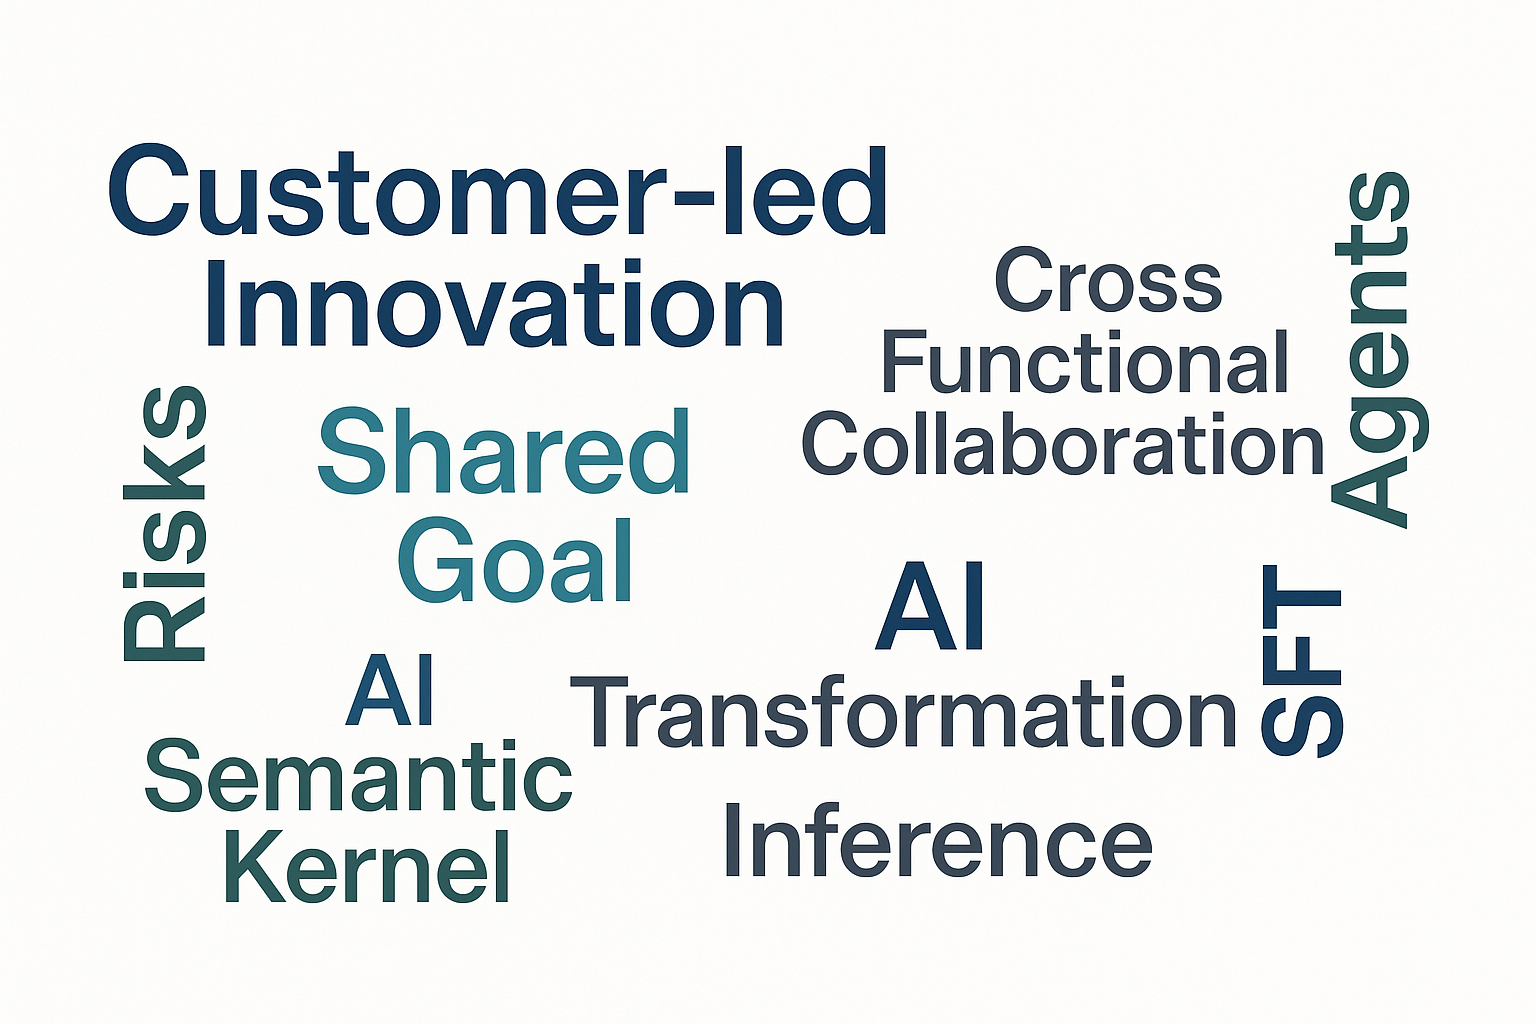 Customer-led
Innovation
Cross
Functional
Collaboration
Agents
Risks
Shared
Goal
AI
Transformation
SFT
AI
Semantic
Kernel
Inference